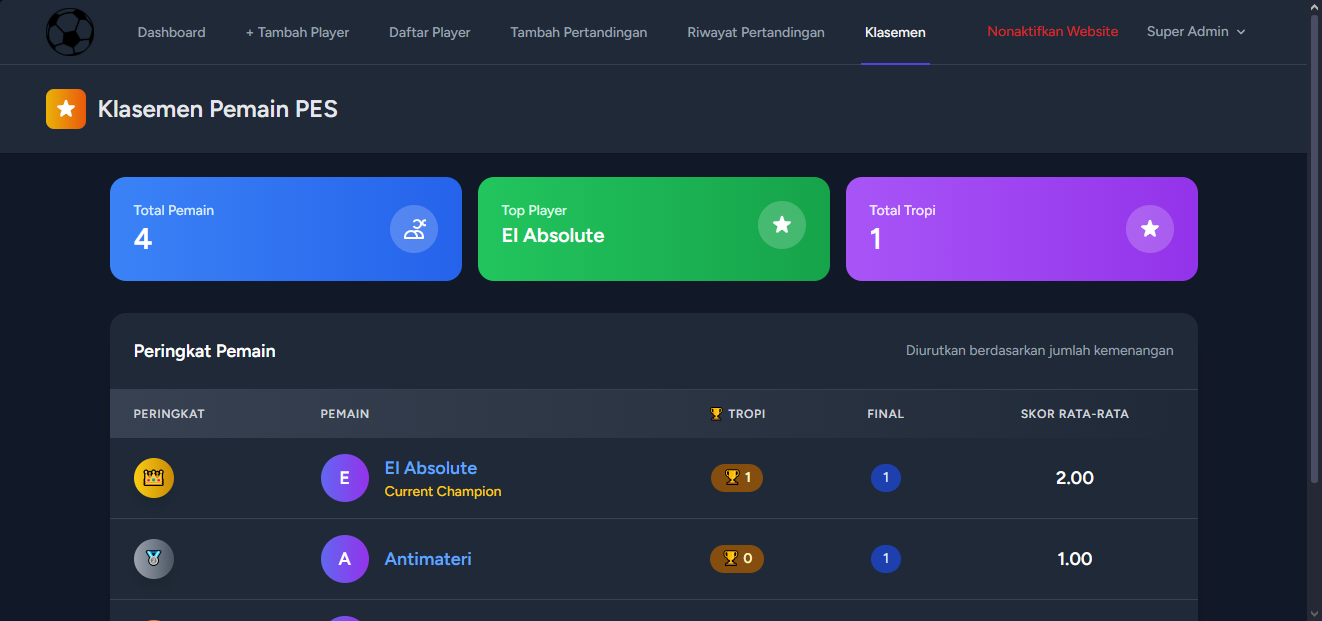 Dashboard + Tambah Player Daftar Player Tambah Pertandingan Riwayat Pertandingan Klasemen Nonaktifkan Website Super Admin
Klasemen Pemain PES
Total Pemain
4
Top Player
El Absolute
Total Tropi
1
Peringkat Pemain
Diurutkan berdasarkan jumlah kemenangan
PERINGKAT PEMAIN 🏆 TROPI FINAL SKOR RATA-RATA
E El Absolute 🏆 1 1 2.00
Current Champion
A Antimateri 🏆 0 1 1.00